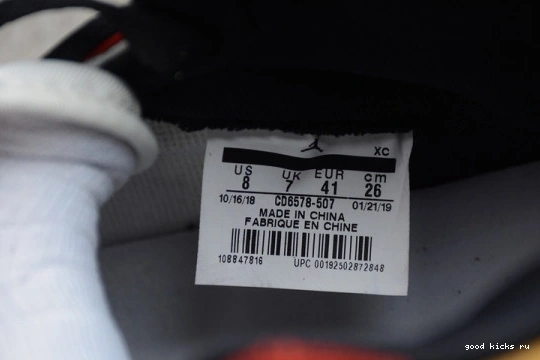 XC
US UK EUR cm
8 7 41 26
10/16/18 CD6578-507 01/21/19
MADE IN CHINA
FABRIQUE EN CHINE
108847816 UPC 00192502872848
good kicks ru